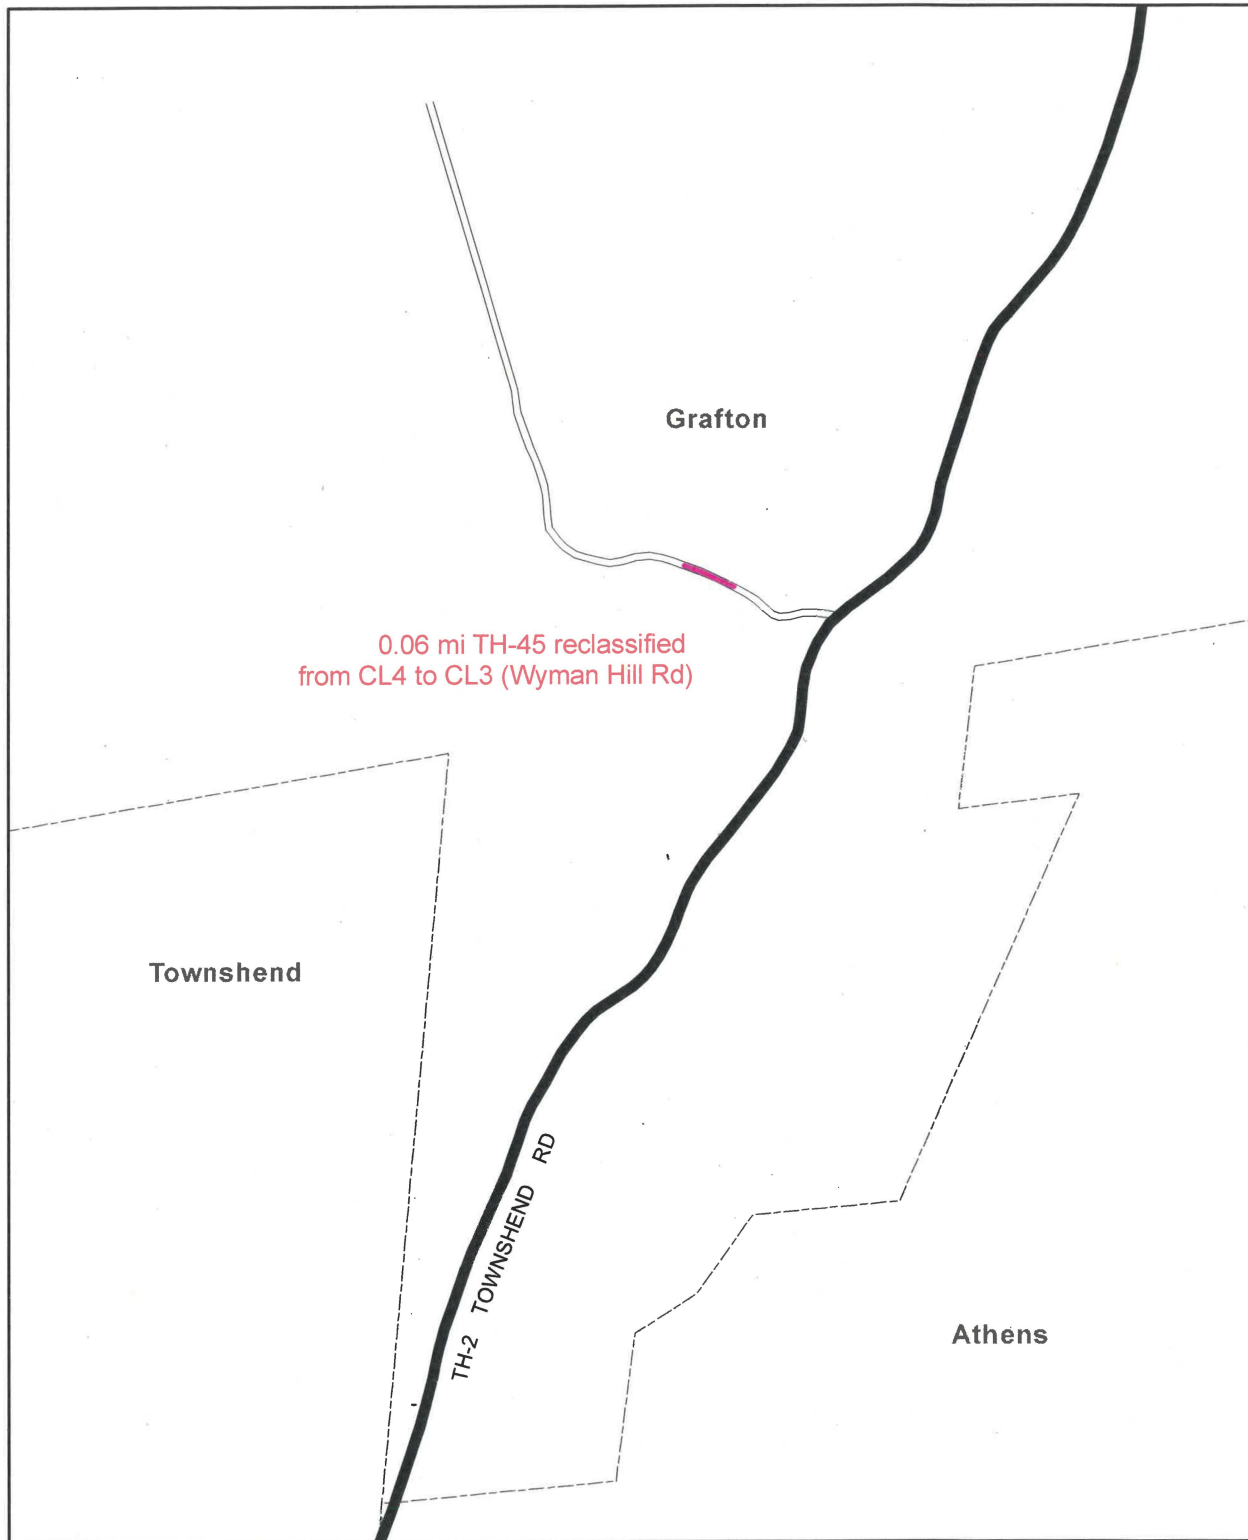 Grafton
0.06 mi TH-45 reclassified
from CL4 to CL3 (Wyman Hill Rd)
Townshend
TH-2 TOWNSHEND RD
Athens